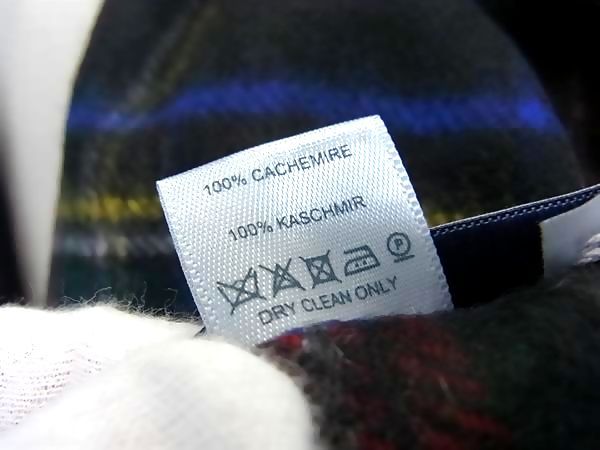 100% CACHEMIRE
100% KASCHMIR
P
DRY CLEAN ONLY